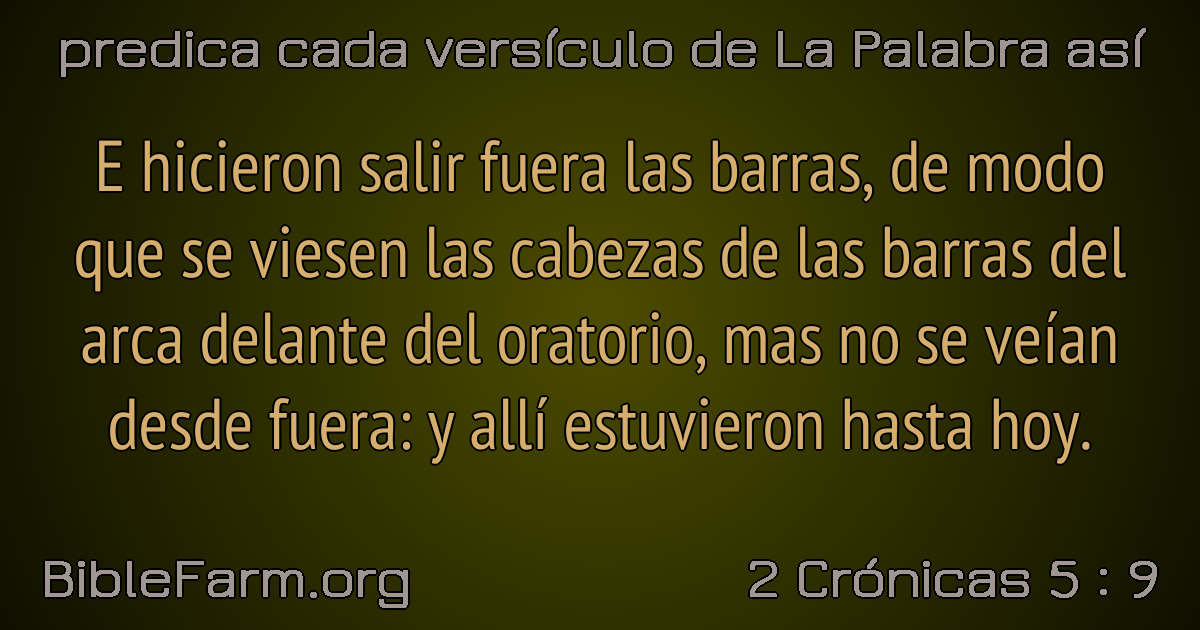 predica cada versículo de La Palabra así
E hicieron salir fuera las barras, de modo
que se viesen las cabezas de las barras del
arca delante del oratorio, mas no se veían
desde fuera: y allí estuvieron hasta hoy.
BibleFarm.org
2 Crónicas 5 : 9